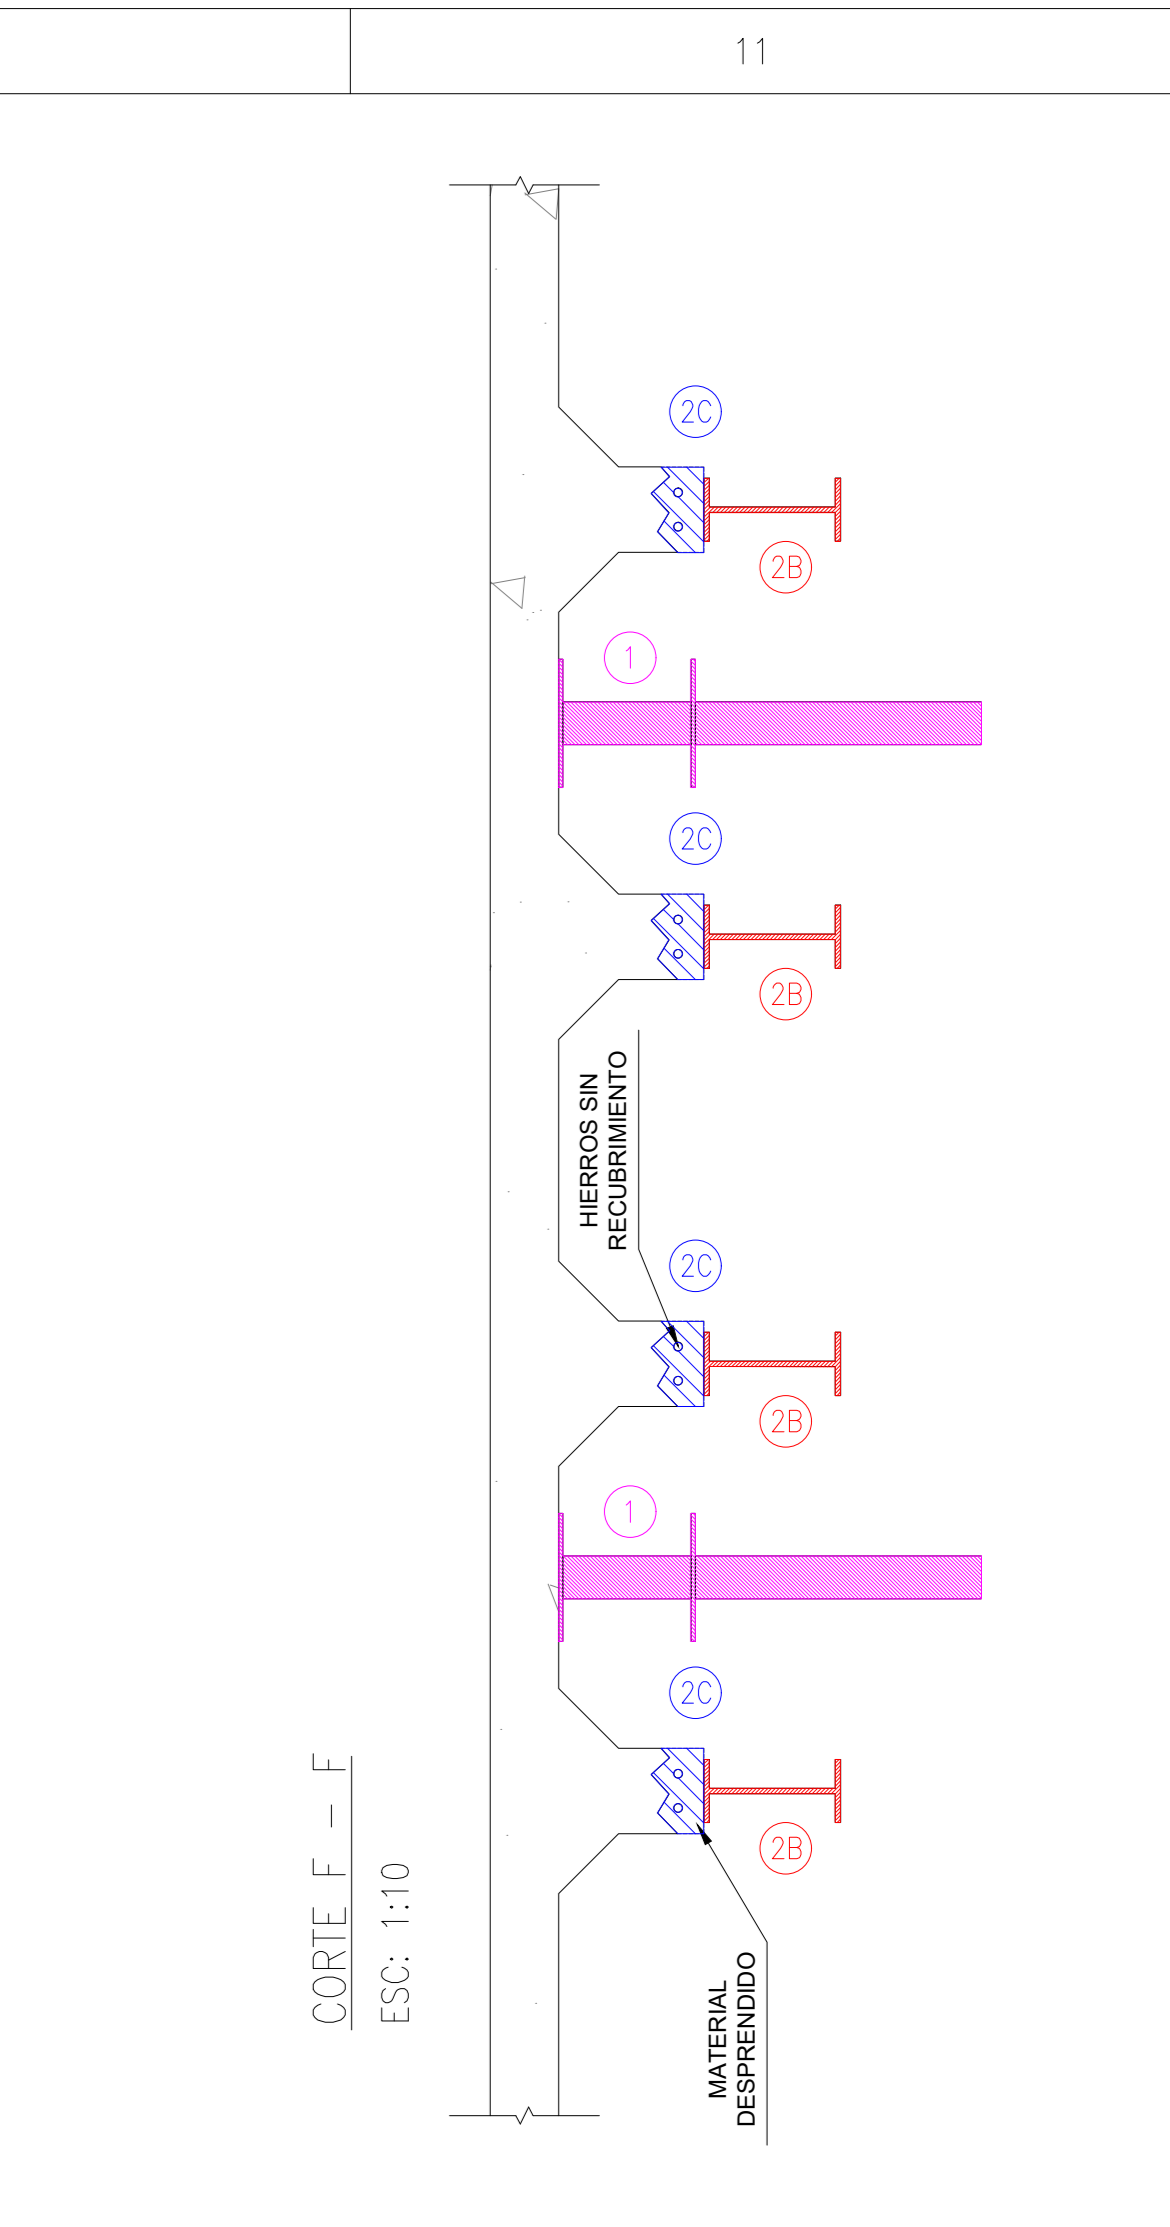 11
CORTE F - F
ESC: 1:10
2C
2B
1
2C
2B
HIERROS SIN
RECUBRIMIENTO
2C
2B
1
2C
2B
MATERIAL
DESPRENDIDO